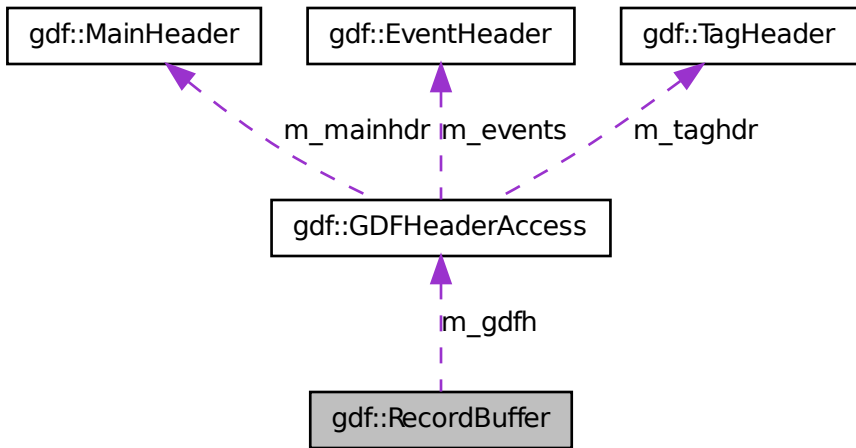 gdf::MainHeader
gdf::EventHeader
gdf::TagHeader
m_mainhdr
m_events
m_taghdr
gdf::GDFHeaderAccess
m_gdfh
gdf::RecordBuffer